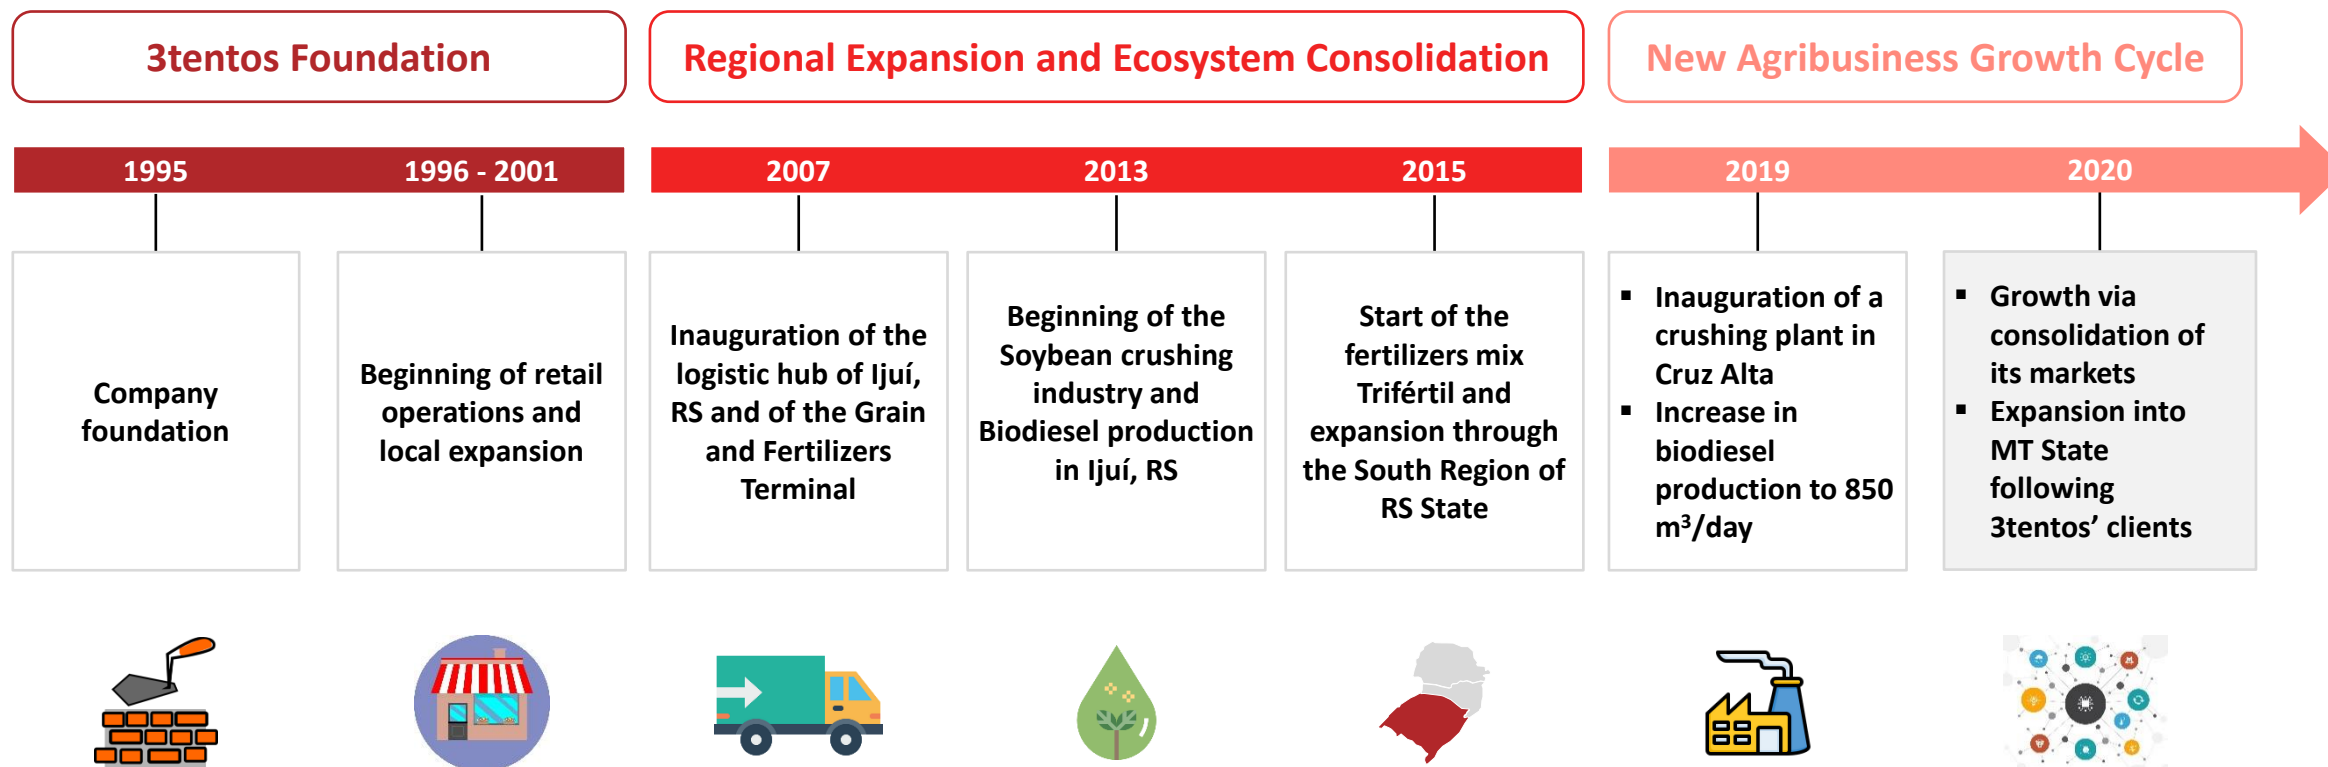 3tentos Foundation
Regional Expansion and Ecosystem Consolidation
New Agribusiness Growth Cycle
1995
1996 - 2001
2007
2013
2015
2019
2020
Company
foundation
Beginning of retail
operations and
local expansion
Inauguration of the
logistic hub of Ijuí,
RS and of the Grain
and Fertilizers
Terminal
Beginning of the
Soybean crushing
industry and
Biodiesel production
in Ijuí, RS
Start of the
fertilizers mix
Trifértil and
expansion through
the South Region of
RS State
▪ Inauguration of a
crushing plant in
Cruz Alta
▪ Increase in
biodiesel
production to 850
m³/day
▪ Growth via
consolidation of
its markets
▪ Expansion into
MT State
following
3tentos’ clients